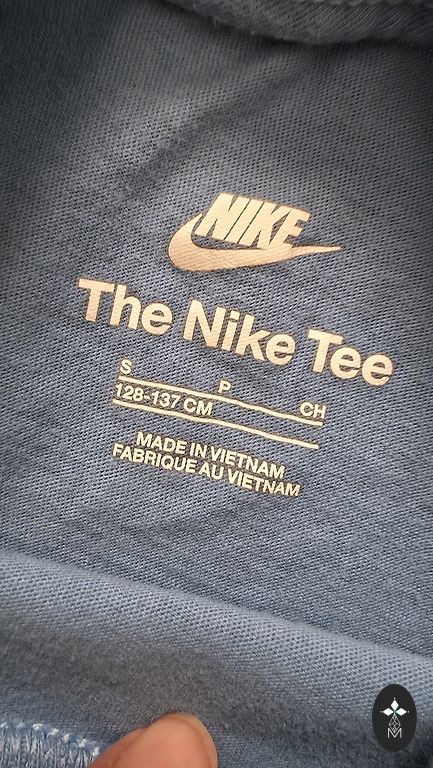 NIKE
The Nike Tee
S P CH
128-137 CM
MADE IN VIETNAM
FABRIQUE AU VIETNAM
M